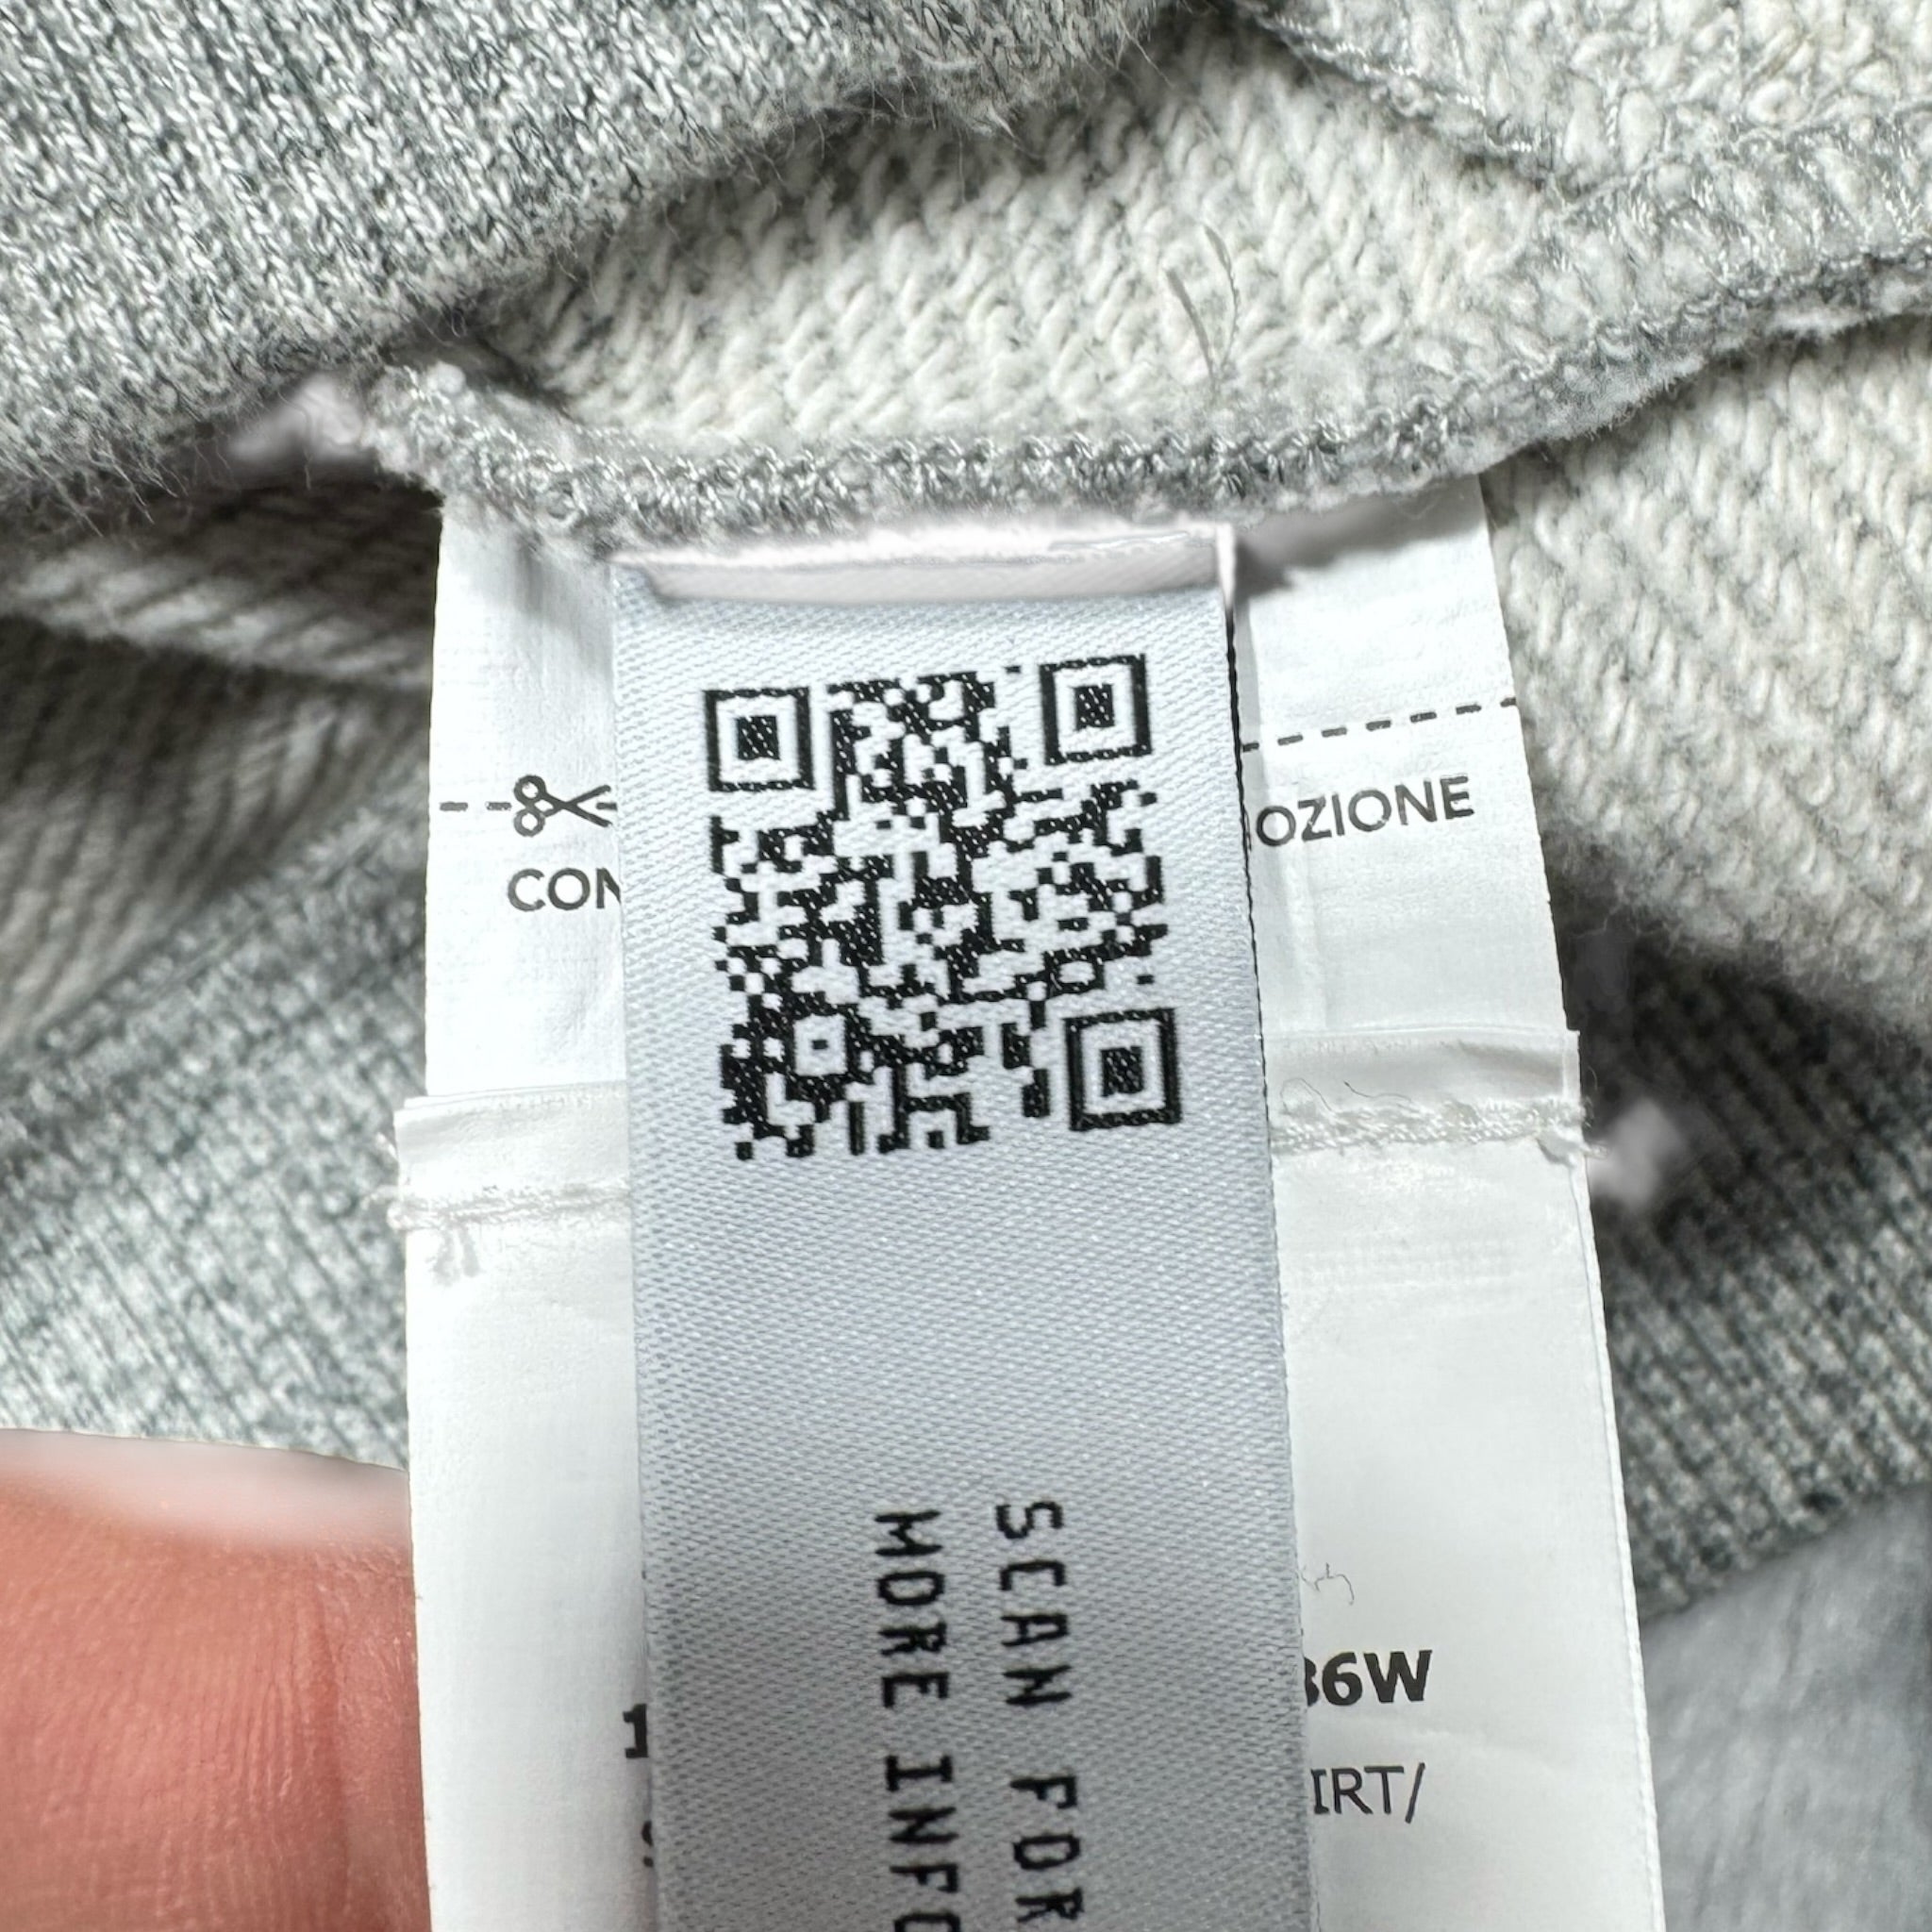 CON
OZIONE
SCAN FOR
MORE INFO
36W
IRT/